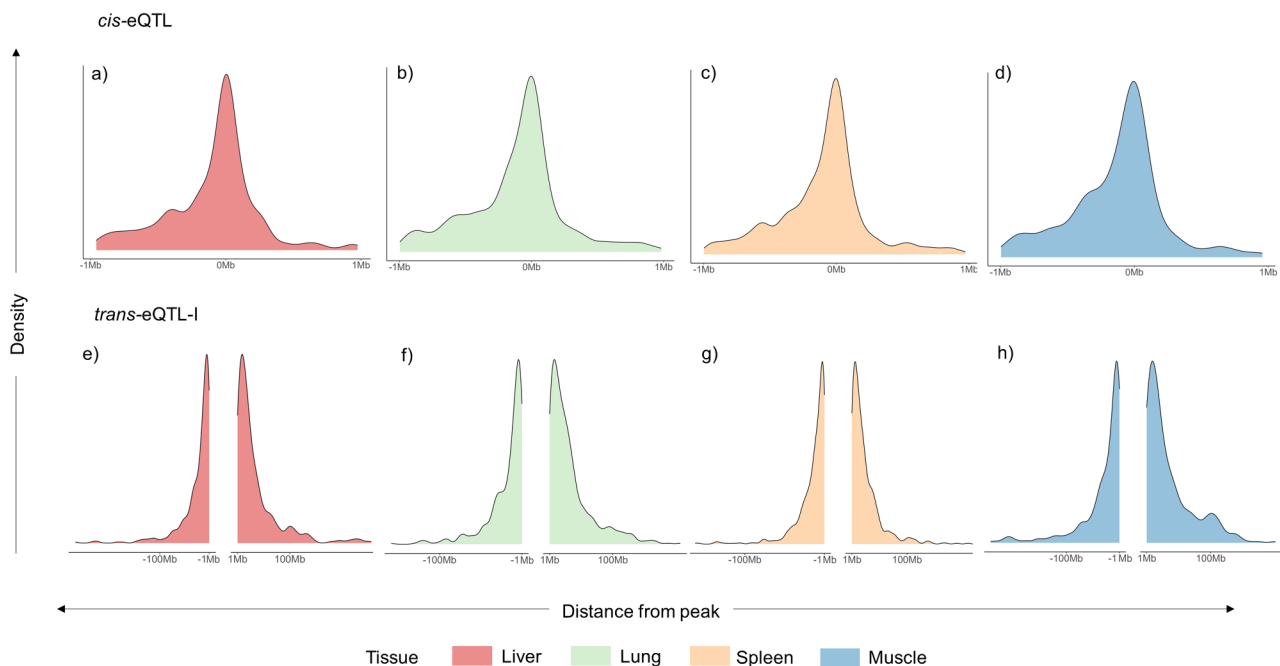 cis-eQTL
a)
b)
c)
d)
-1Mb 0Mb 1Mb
-1Mb 0Mb 1Mb
-1Mb 0Mb 1Mb
-1Mb 0Mb 1Mb
Density
trans-eQTL-I
e)
f)
g)
h)
-100Mb -1Mb 1Mb 100Mb
-100Mb -1Mb 1Mb 100Mb
-100Mb -1Mb 1Mb 100Mb
-100Mb -1Mb 1Mb 100Mb
Distance from peak
Tissue Liver Lung Spleen Muscle